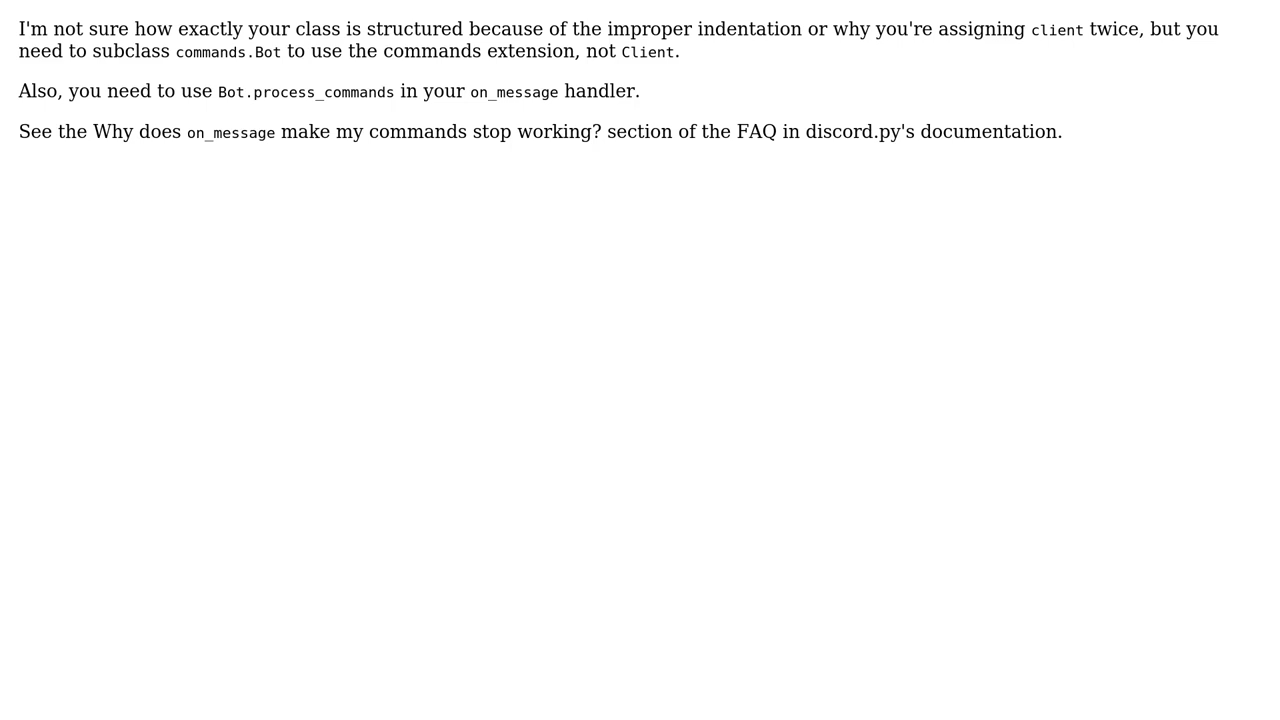 I'm not sure how exactly your class is structured because of the improper indentation or why you're assigning client twice, but you
need to subclass commands.Bot to use the commands extension, not Client.
Also, you need to use Bot.process_commands in your on_message handler.
See the Why does on_message make my commands stop working? section of the FAQ in discord.py's documentation.